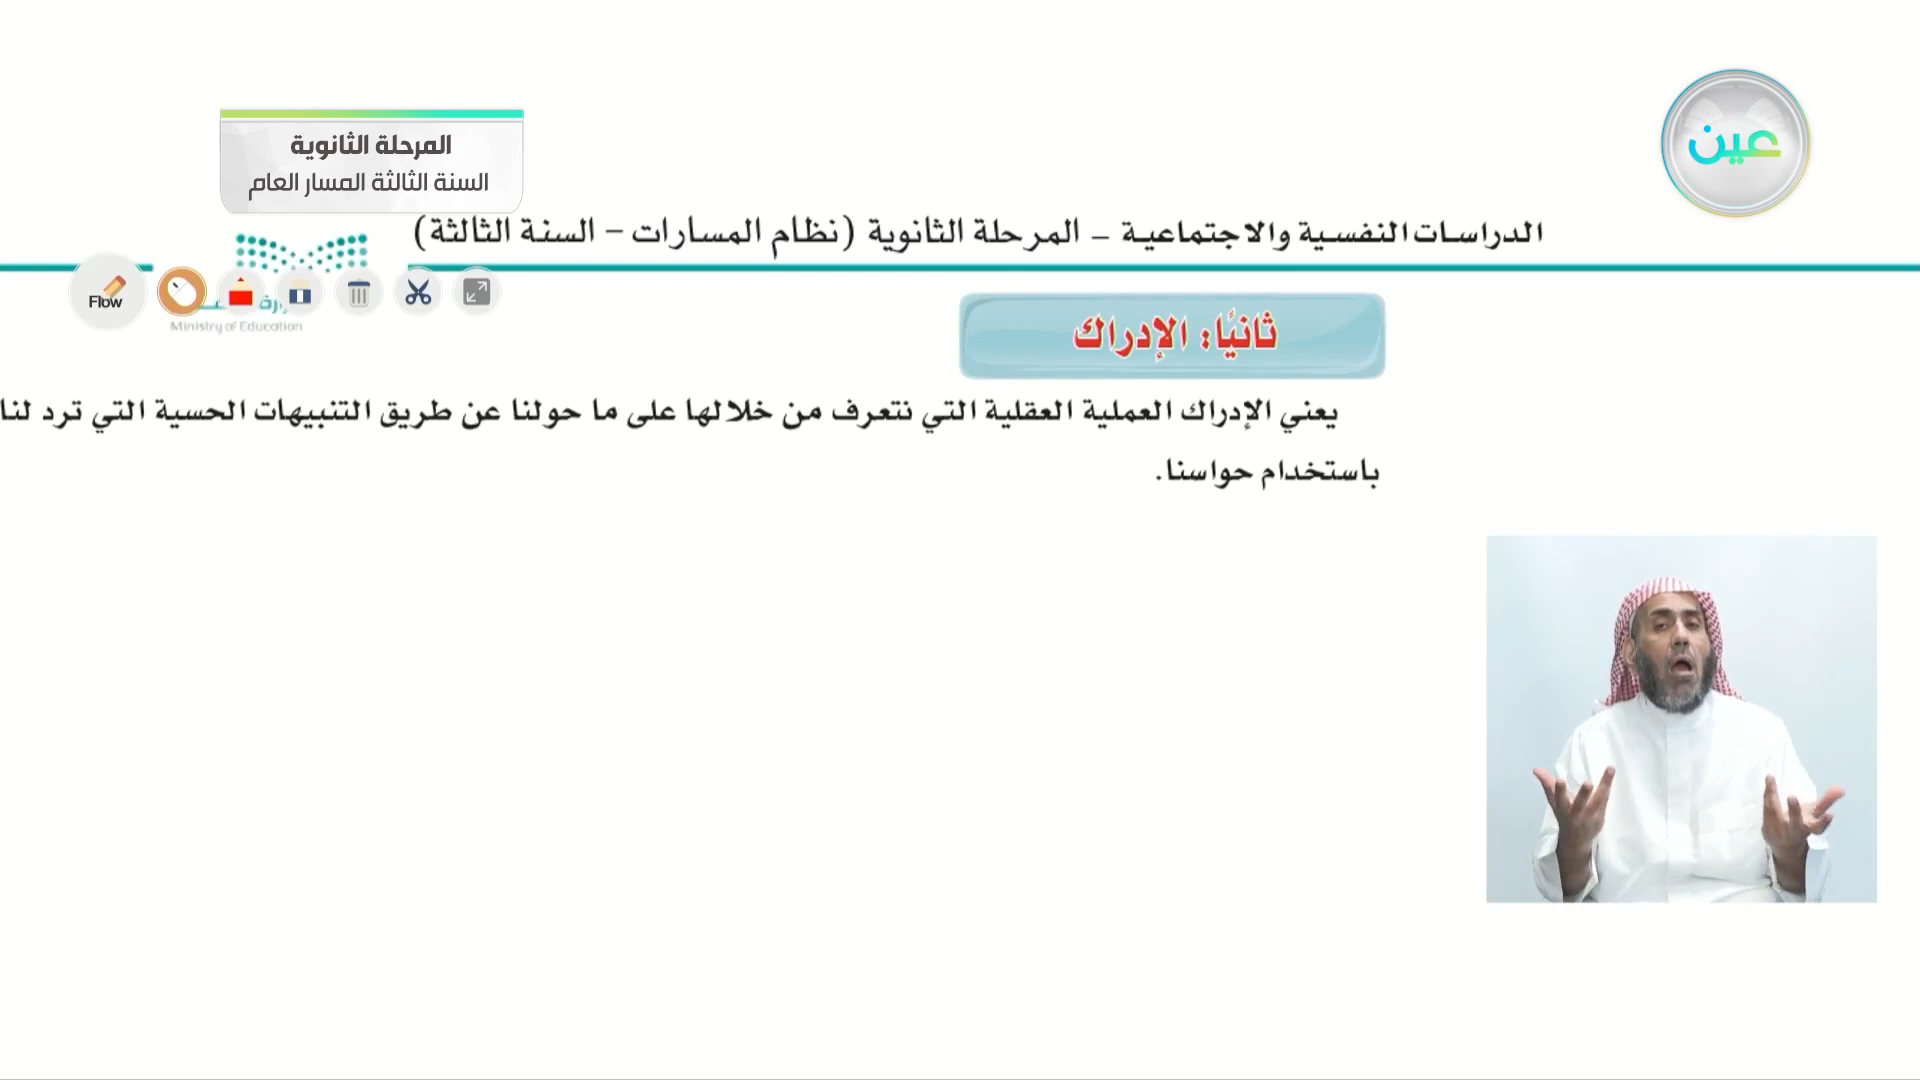 المرحلة الثانوية
السنة الثالثة المسار العام
عين
الدراسات النفسية والاجتماعية – المرحلة الثانوية (نظام المسارات – السنة الثالثة)
Flow
Ministry of Education
ثانيًا: الإدراك
يعني الإدراك العملية العقلية التي نتعرف من خلالها على ما حولنا عن طريق التنبيهات الحسية التي ترد لنا
باستخدام حواسنا.